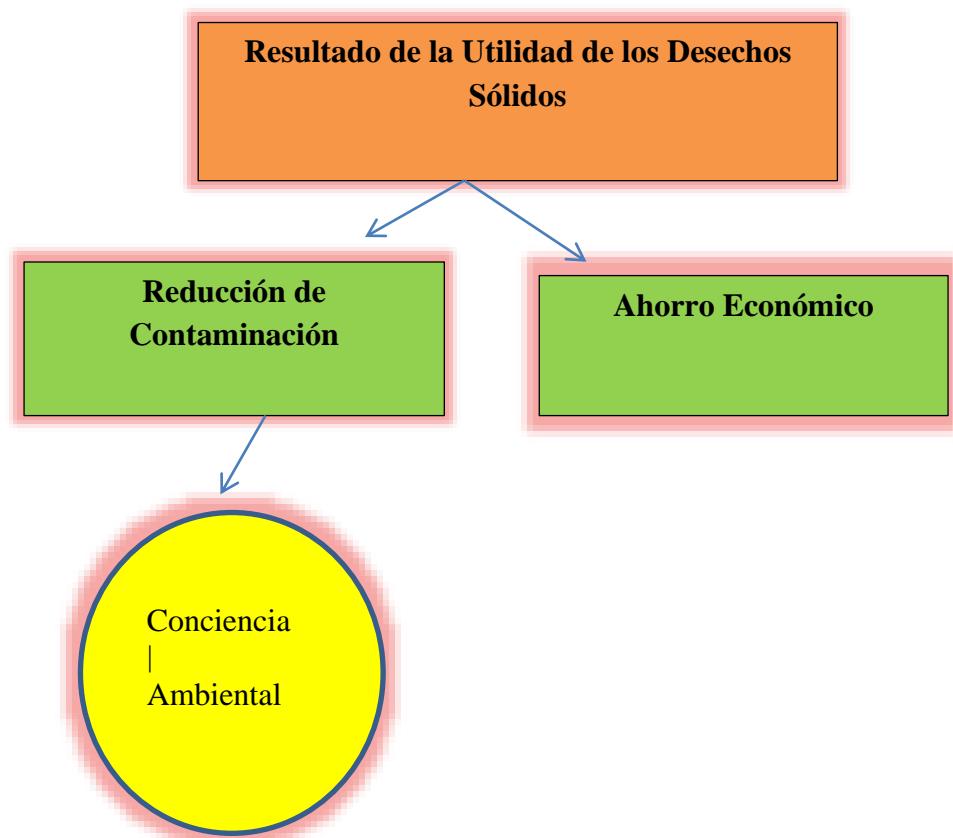 Resultado de la Utilidad de los Desechos
Sólidos
Reducción de
Contaminación
Ahorro Económico
Conciencia
|
Ambiental